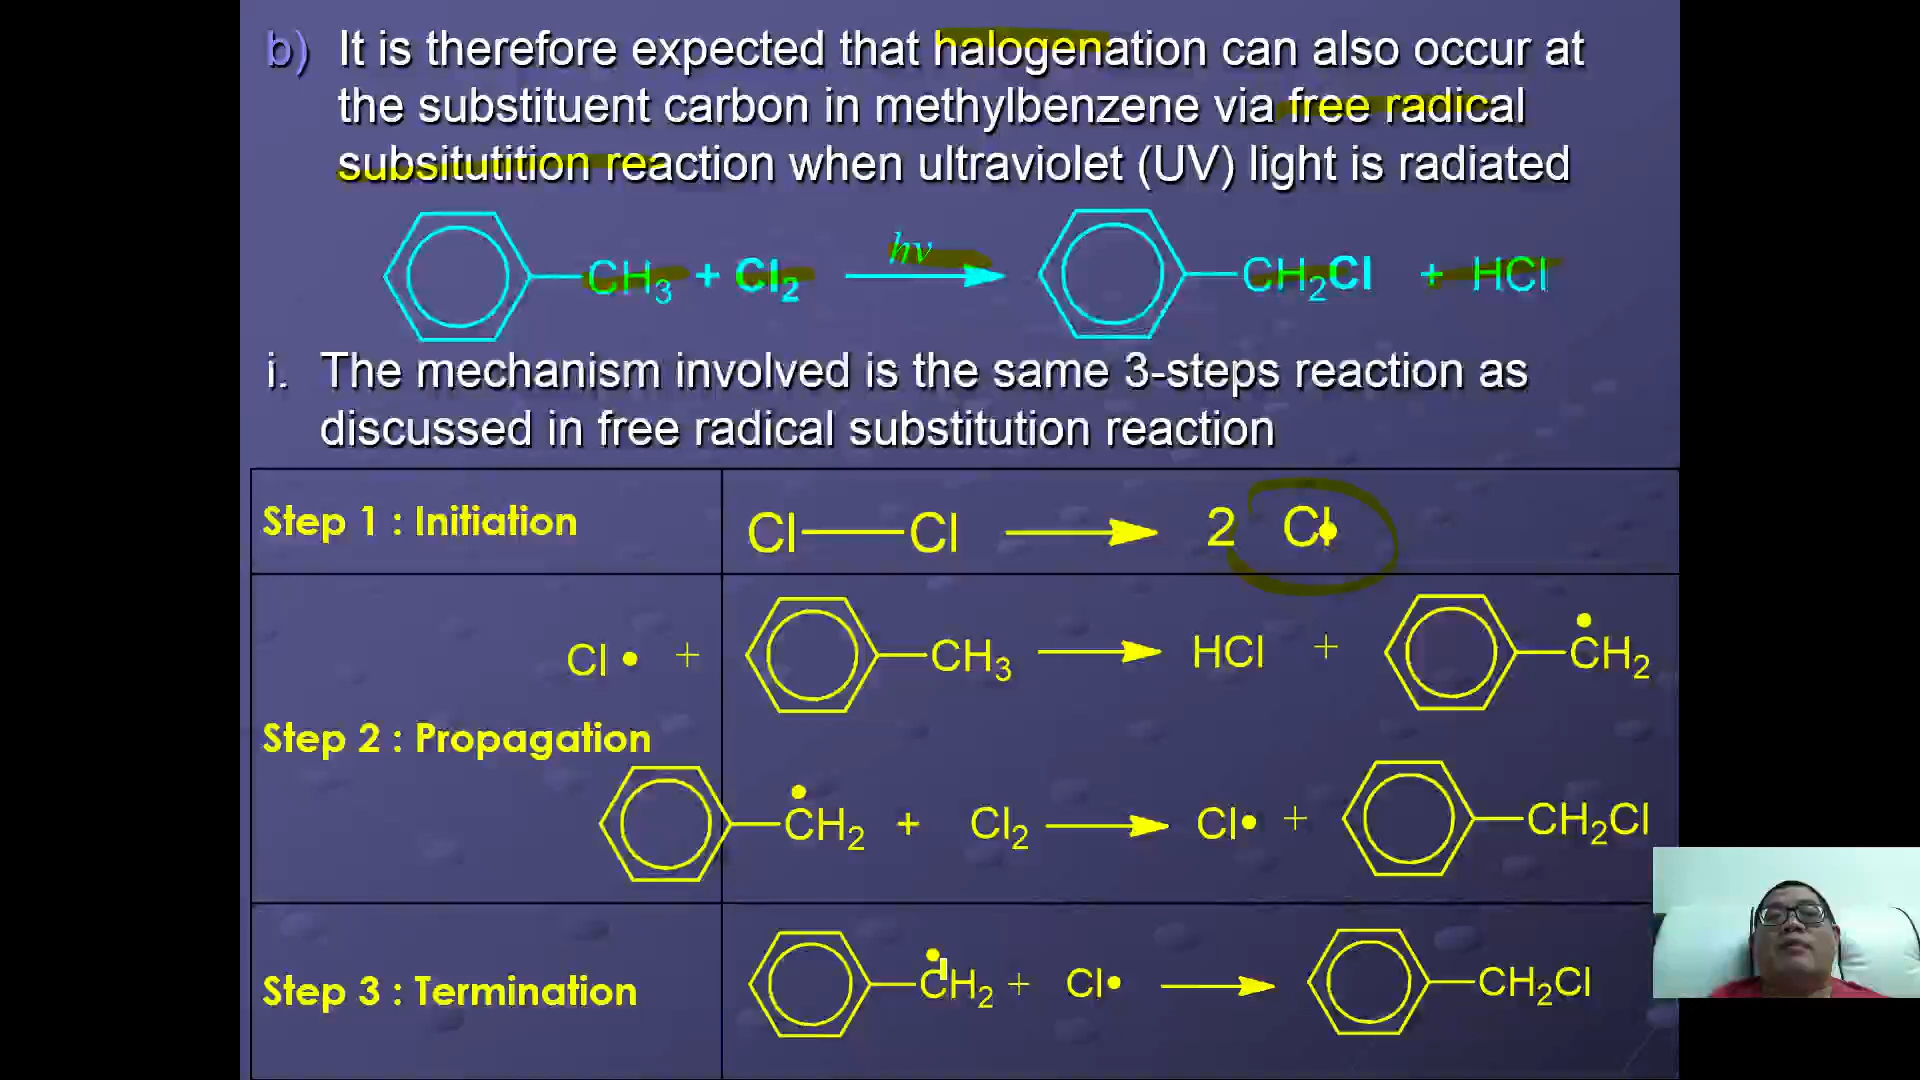 b) It is therefore expected that halogenation can also occur at
the substituent carbon in methylbenzene via free radical
subsitutition reaction when ultraviolet (UV) light is radiated
CH3 + Cl2 hν CH2Cl + HCl
i. The mechanism involved is the same 3-steps reaction as
discussed in free radical substitution reaction
Step 1 : Initiation Cl Cl 2 Cl•
Cl • + CH3 HCl + •CH2
Step 2 : Propagation
•CH2 + Cl2 Cl• + CH2Cl
Step 3 : Termination •CH2 + Cl• CH2Cl